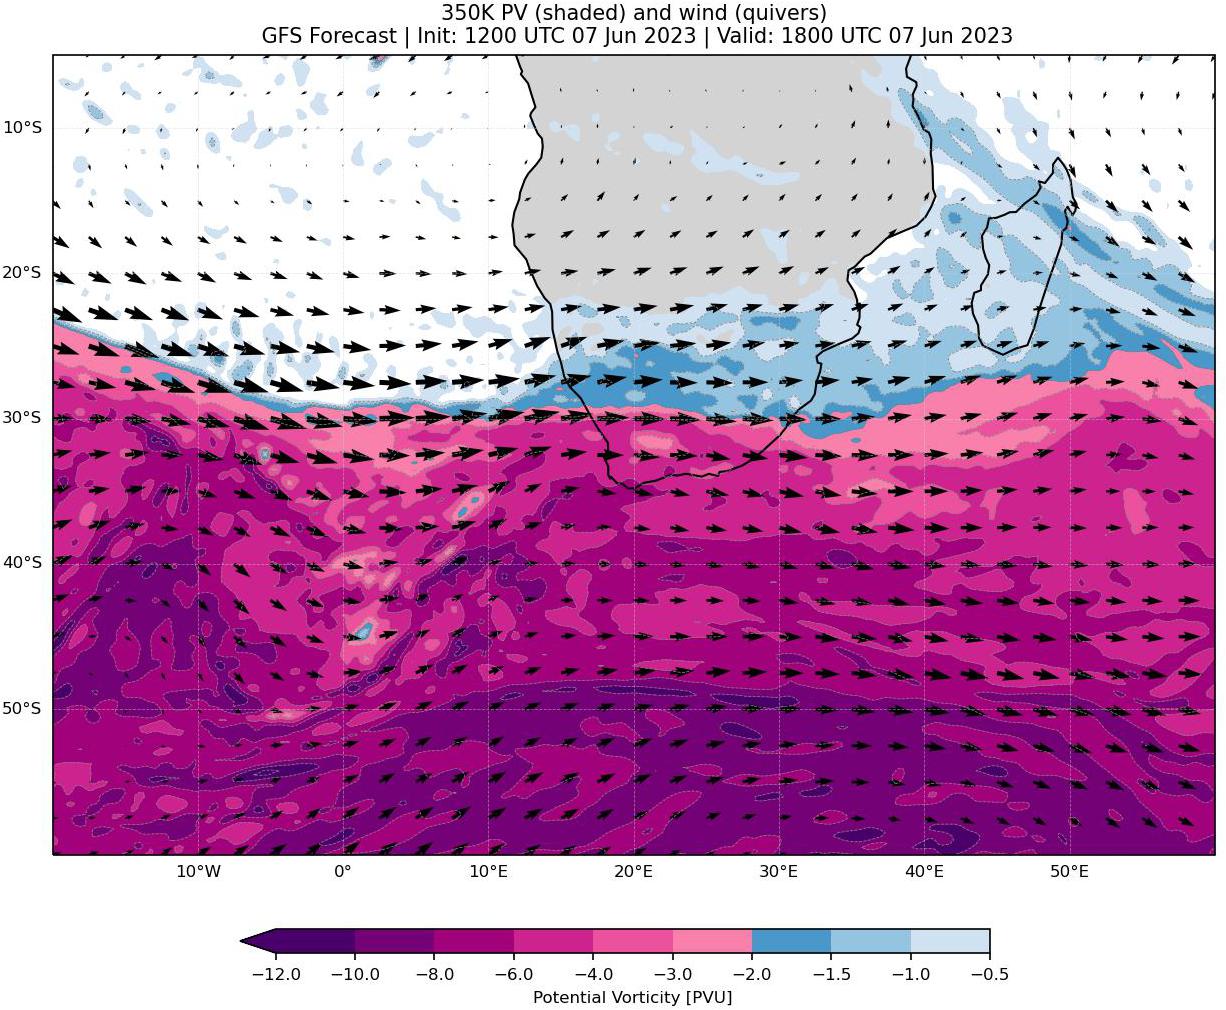 350K PV (shaded) and wind (quivers)
GFS Forecast | Init: 1200 UTC 07 Jun 2023 | Valid: 1800 UTC 07 Jun 2023
10°S
20°S
30°S
40°S
50°S
10°W 0° 10°E 20°E 30°E 40°E 50°E
−12.0 −10.0 −8.0 −6.0 −4.0 −3.0 −2.0 −1.5 −1.0 −0.5
Potential Vorticity [PVU]